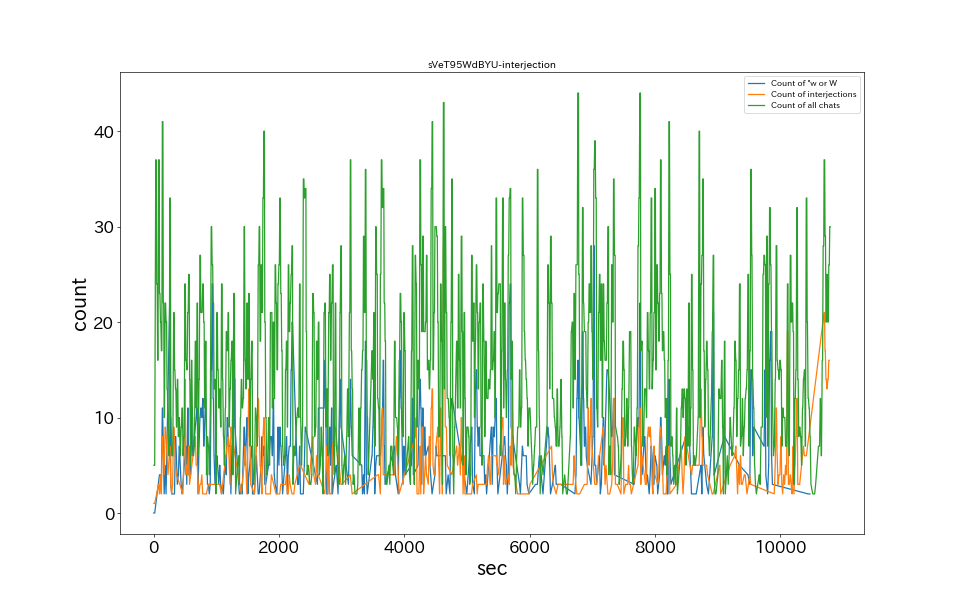 sVeT95WdBYU-interjection
Count of "w or W
Count of interjections
Count of all chats
count
40
30
20
10
0
0 2000 4000 6000 8000 10000
sec